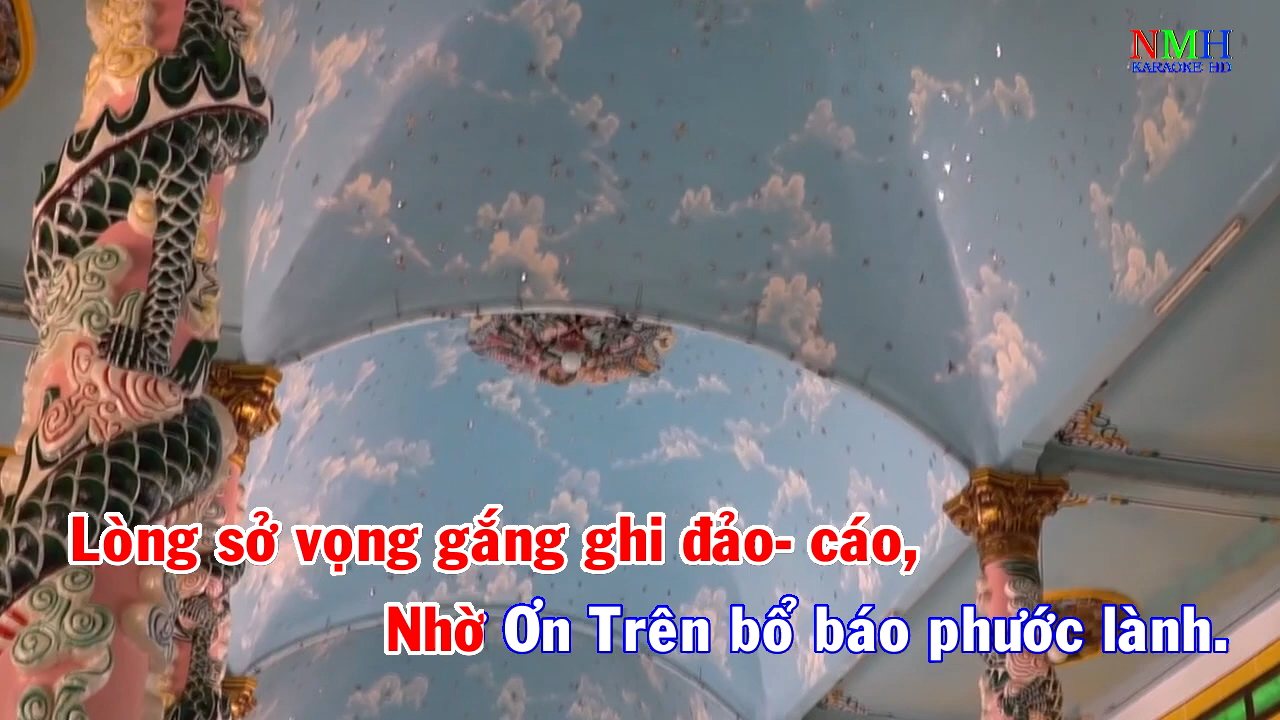 NMH
KARAOKE HD
Lòng sở vọng gắng ghi đảo- cáo,
Nhờ Ơn Trên bổ báo phước lành.